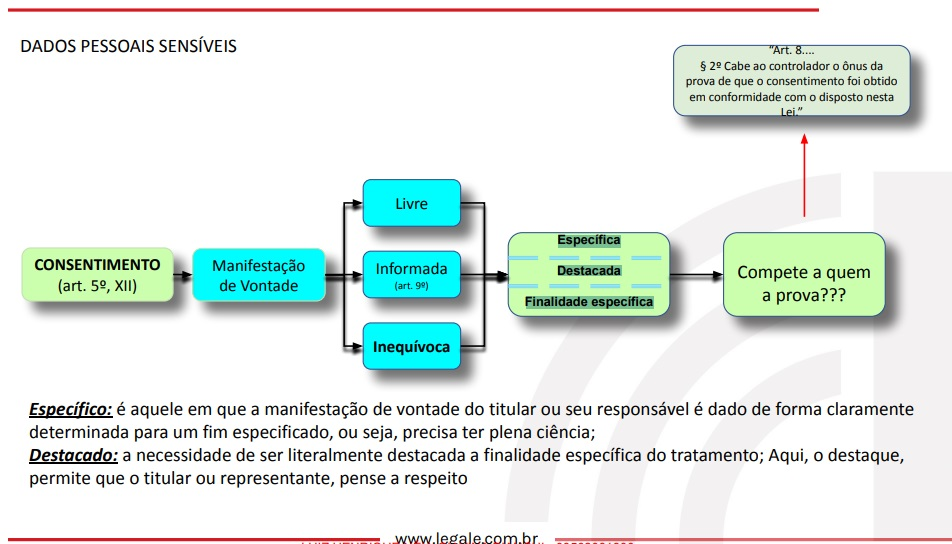 DADOS PESSOAIS SENSÍVEIS
“Art. 8....
§ 2º Cabe ao controlador o ônus da
prova de que o consentimento foi obtido
em conformidade com o disposto nesta
Lei.”
CONSENTIMENTO
(art. 5º, XII)
Manifestação
de Vontade
Livre
Informada
(art. 9º)
Inequívoca
Específica
Destacada
Finalidade específica
Compete a quem
a prova???
Específico: é aquele em que a manifestação de vontade do titular ou seu responsável é dado de forma claramente
determinada para um fim especificado, ou seja, precisa ter plena ciência;
Destacado: a necessidade de ser literalmente destacada a finalidade específica do tratamento; Aqui, o destaque,
permite que o titular ou representante, pense a respeito
www.legale.com.br